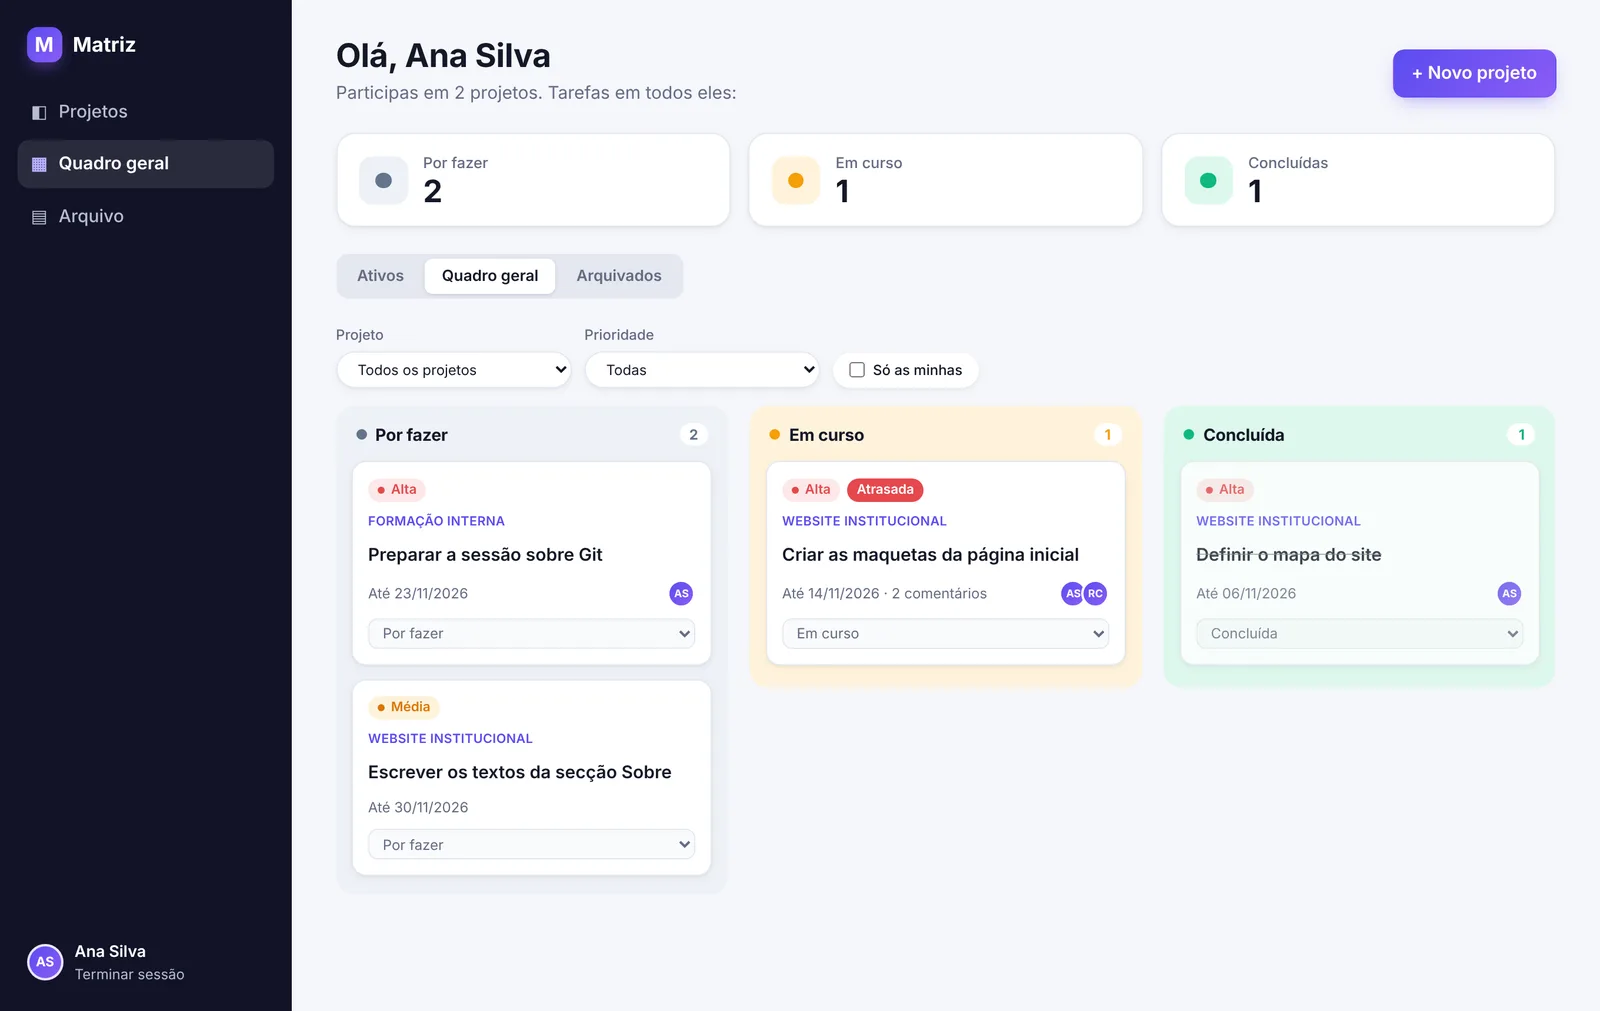 M Matriz
Projetos
Quadro geral
Arquivo
Ana Silva
AS
Terminar sessão
Olá, Ana Silva
Participas em 2 projetos. Tarefas em todos eles:
+ Novo projeto
Por fazer
2
Em curso
1
Concluídas
1
Ativos
Quadro geral
Arquivados
Projeto
Prioridade
Todos os projetos
Todas
Só as minhas
Por fazer
2
Alta
FORMAÇÃO INTERNA
Preparar a sessão sobre Git
Até 23/11/2026
AS
Por fazer
Média
WEBSITE INSTITUCIONAL
Escrever os textos da secção Sobre
Até 30/11/2026
Por fazer
Em curso
1
Alta
Atrasada
WEBSITE INSTITUCIONAL
Criar as maquetas da página inicial
Até 14/11/2026 · 2 comentários
AS
RC
Em curso
Concluída
1
Alta
WEBSITE INSTITUCIONAL
Definir o mapa do site
Até 06/11/2026
AS
Concluída